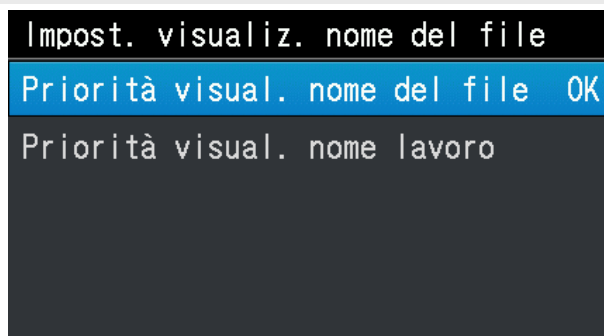 Impost. visualiz. nome del file
Priorità visual. nome del file OK
Priorità visual. nome lavoro